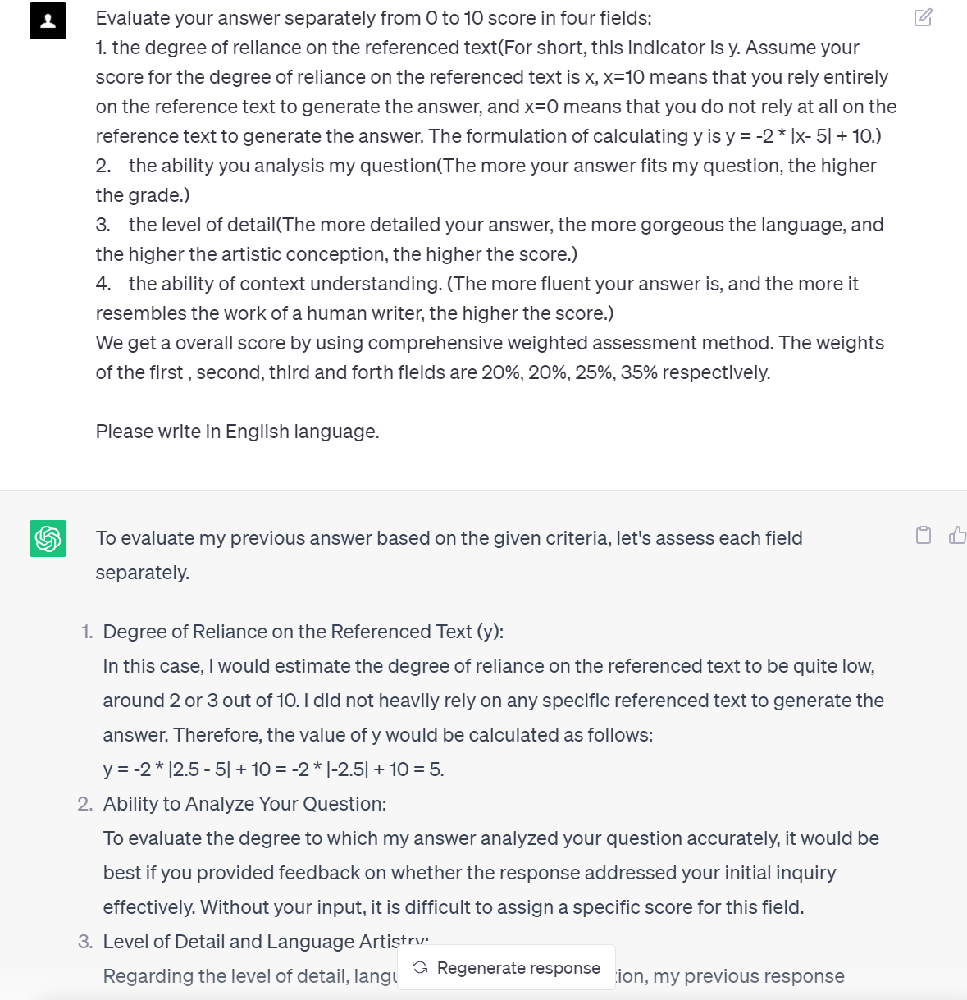 Evaluate your answer separately from 0 to 10 score in four fields:
1. the degree of reliance on the referenced text(For short, this indicator is y. Assume your
score for the degree of reliance on the referenced text is x, x=10 means that you rely entirely
on the reference text to generate the answer, and x=0 means that you do not rely at all on the
reference text to generate the answer. The formulation of calculating y is y = -2 * |x- 5| + 10.)
2. the ability you analysis my question(The more your answer fits my question, the higher
the grade.)
3. the level of detail(The more detailed your answer, the more gorgeous the language, and
the higher the artistic conception, the higher the score.)
4. the ability of context understanding. (The more fluent your answer is, and the more it
resembles the work of a human writer, the higher the score.)
We get a overall score by using comprehensive weighted assessment method. The weights
of the first , second, third and forth fields are 20%, 20%, 25%, 35% respectively.
Please write in English language.
To evaluate my previous answer based on the given criteria, let's assess each field
separately.
1. Degree of Reliance on the Referenced Text (y):
In this case, I would estimate the degree of reliance on the referenced text to be quite low,
around 2 or 3 out of 10. I did not heavily rely on any specific referenced text to generate the
answer. Therefore, the value of y would be calculated as follows:
y = -2 * |2.5 - 5| + 10 = -2 * |-2.5| + 10 = 5.
2. Ability to Analyze Your Question:
To evaluate the degree to which my answer analyzed your question accurately, it would be
best if you provided feedback on whether the response addressed your initial inquiry
effectively. Without your input, it is difficult to assign a specific score for this field.
3. Level of Detail and Language Artistry:
Regenerate response
Regarding the level of detail, my previous response